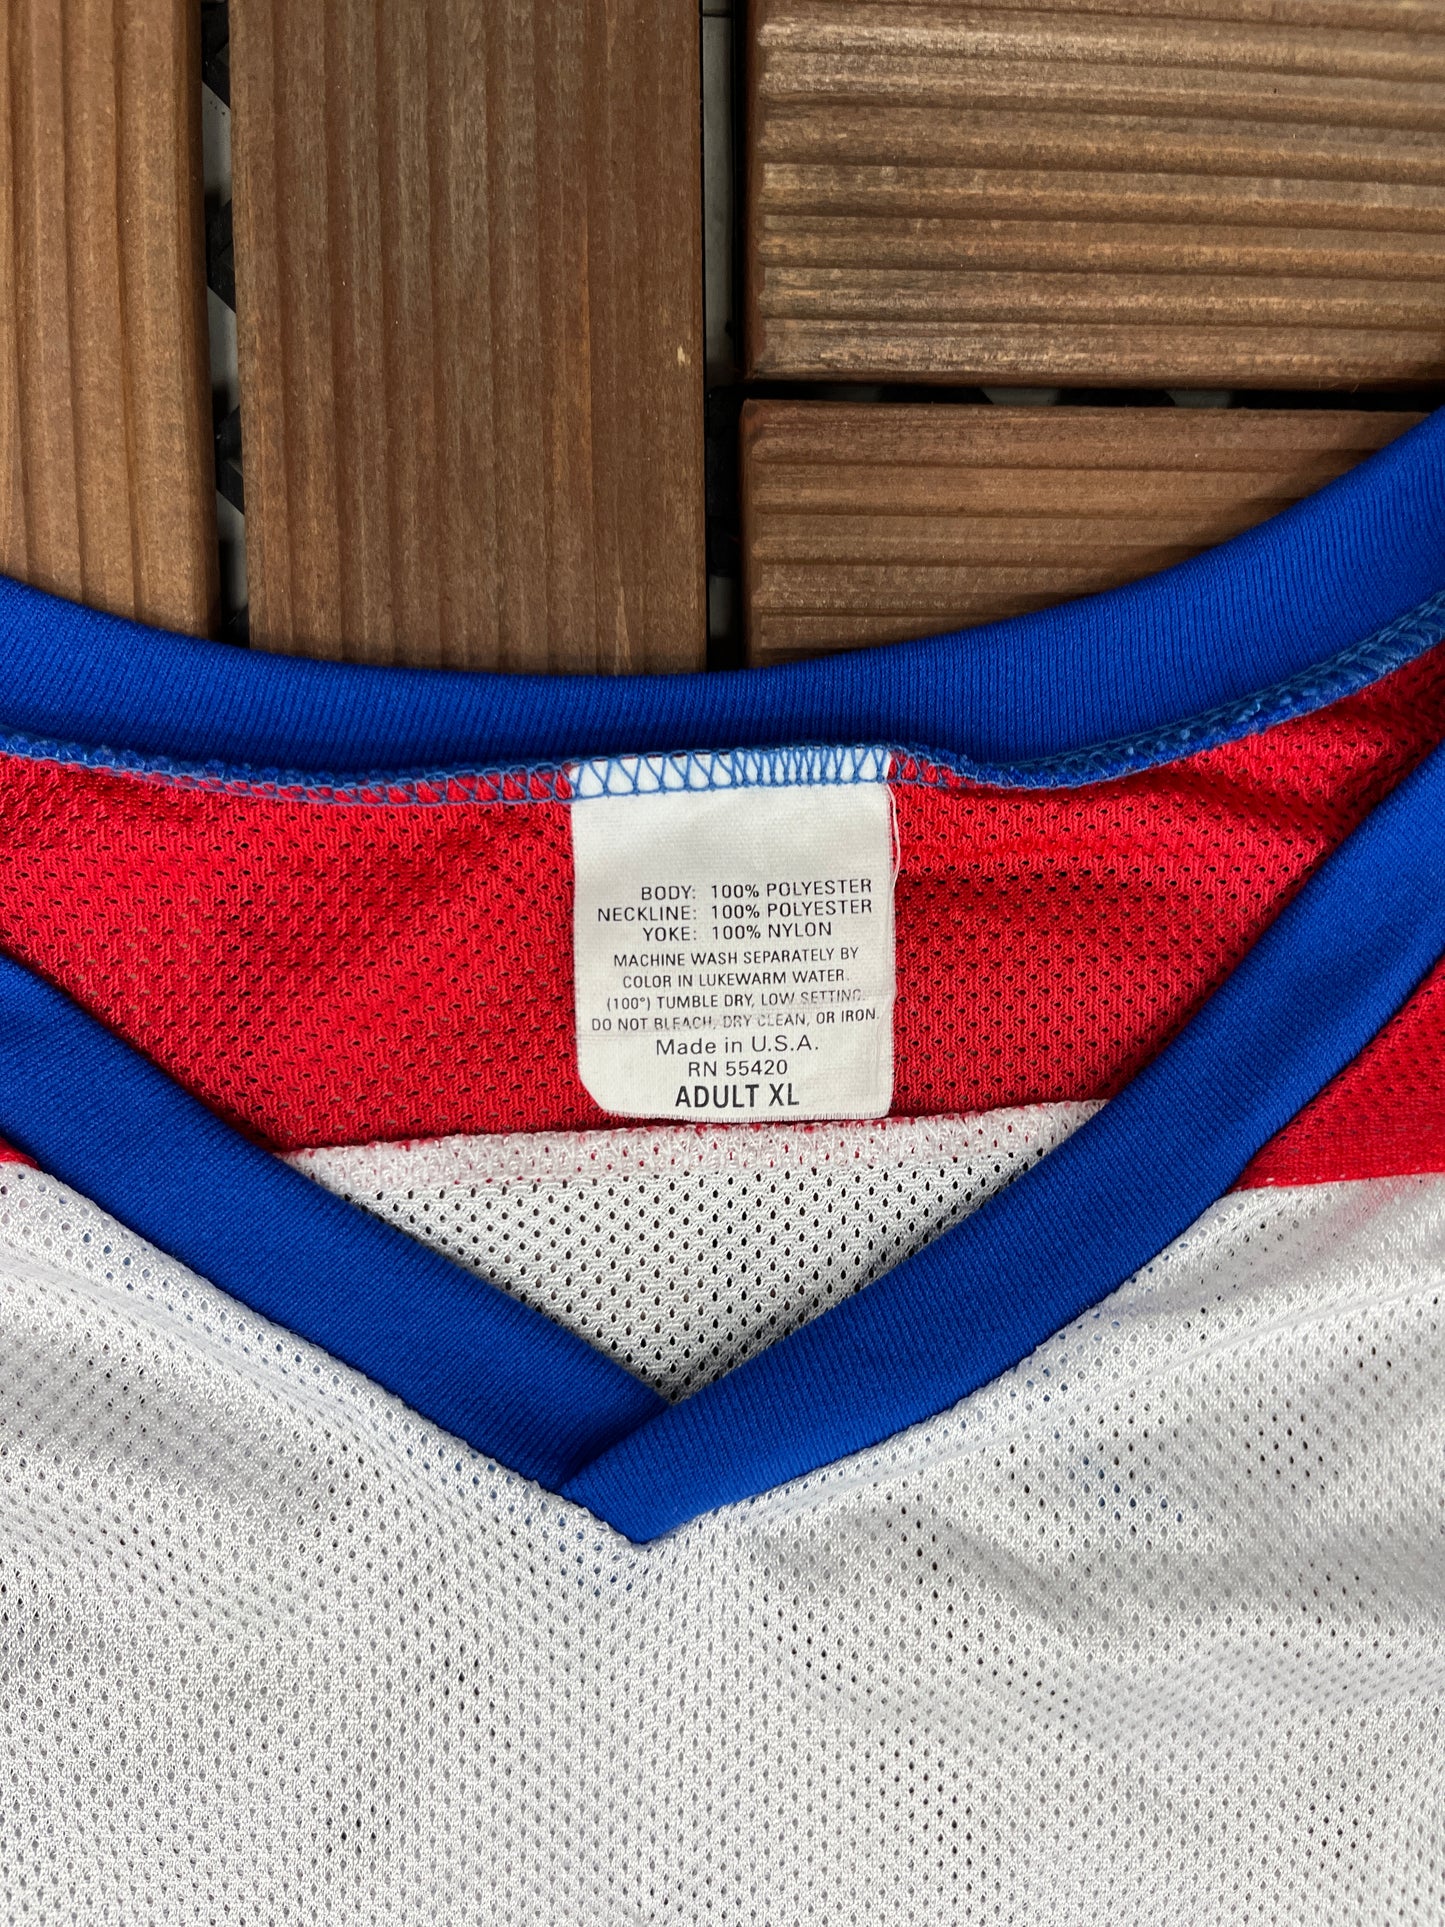 BODY: 100% POLYESTER
NECKLINE: 100% POLYESTER
YOKE: 100% NYLON
MACHINE WASH SEPARATELY BY
COLOR IN LUKEWARM WATER.
(100°) TUMBLE DRY, LOW SETTING.
DO NOT BLEACH, DRY CLEAN, OR IRON.
Made in U.S.A.
RN 55420
ADULT XL